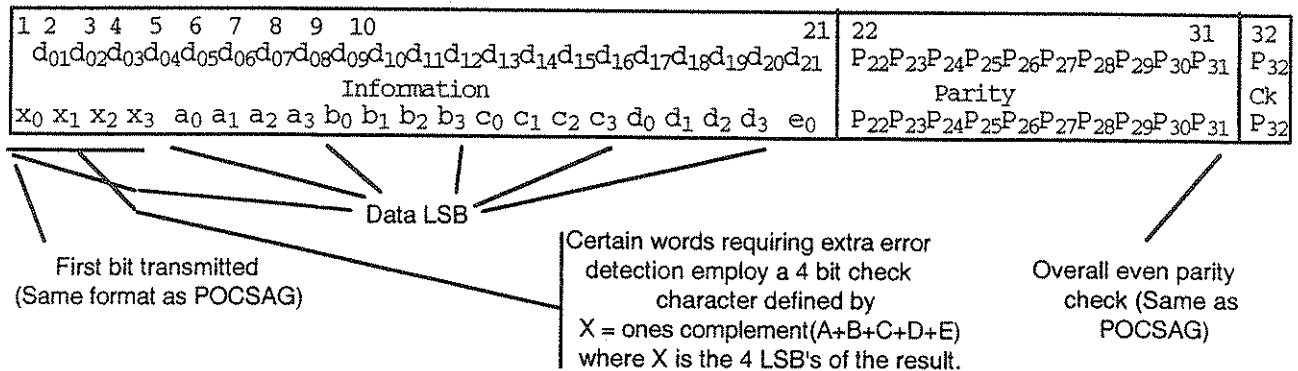 1 2 3 4 5 6 7 8 9 10 21 22 31 32
d01d02d03d04d05d06d07d08d09d10d11d12d13d14d15d16d17d18d19d20d21 P22P23P24P25P26P27P28P29P30P31 P32
Information Parity Ck
x0 x1 x2 x3 a0 a1 a2 a3 b0 b1 b2 b3 c0 c1 c2 c3 d0 d1 d2 d3 e0 P22P23P24P25P26P27P28P29P30P31 P32
Data LSB
First bit transmitted
(Same format as POCSAG)
Certain words requiring extra error
detection employ a 4 bit check
character defined by
X = ones complement(A+B+C+D+E)
where X is the 4 LSB's of the result.
Overall even parity
check (Same as
POCSAG)